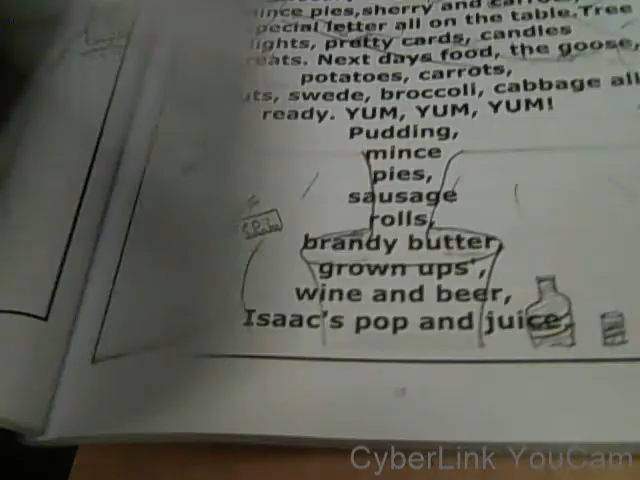 mince pies,sherry and carrots,
special letter all on the table.Tree
lights, pretty cards, candles
treats. Next days food, the goose,
potatoes, carrots,
swede, broccoli, cabbage all
ready. YUM, YUM, YUM!
Pudding,
mince
pies,
sausage
rolls,
brandy butter,
grown ups',
wine and beer,
Isaac's pop and juice
CyberLink YouCam